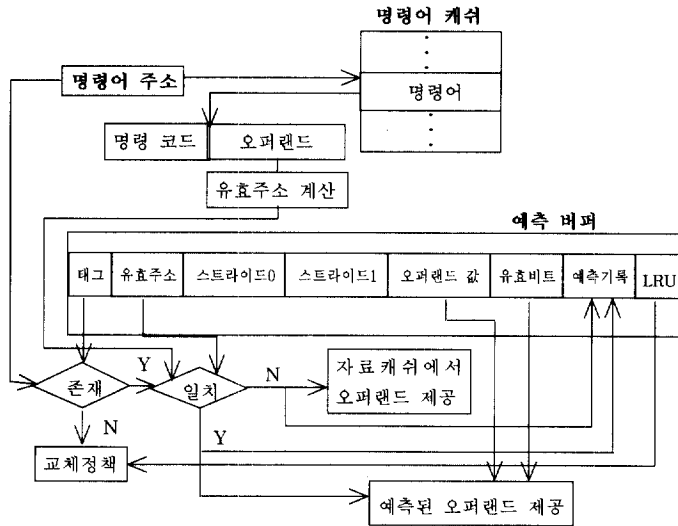 명령어 캐쉬
명령어 주소
명령어
명령 코드
오퍼랜드
유효주소 계산
예측 버퍼
태그
유효주소
스트라이드0
스트라이드1
오퍼랜드 값
유효비트
예측기록
LRU
존재
Y
일치
N
자료캐쉬에서
오퍼랜드 제공
N
Y
교체정책
예측된 오퍼랜드 제공